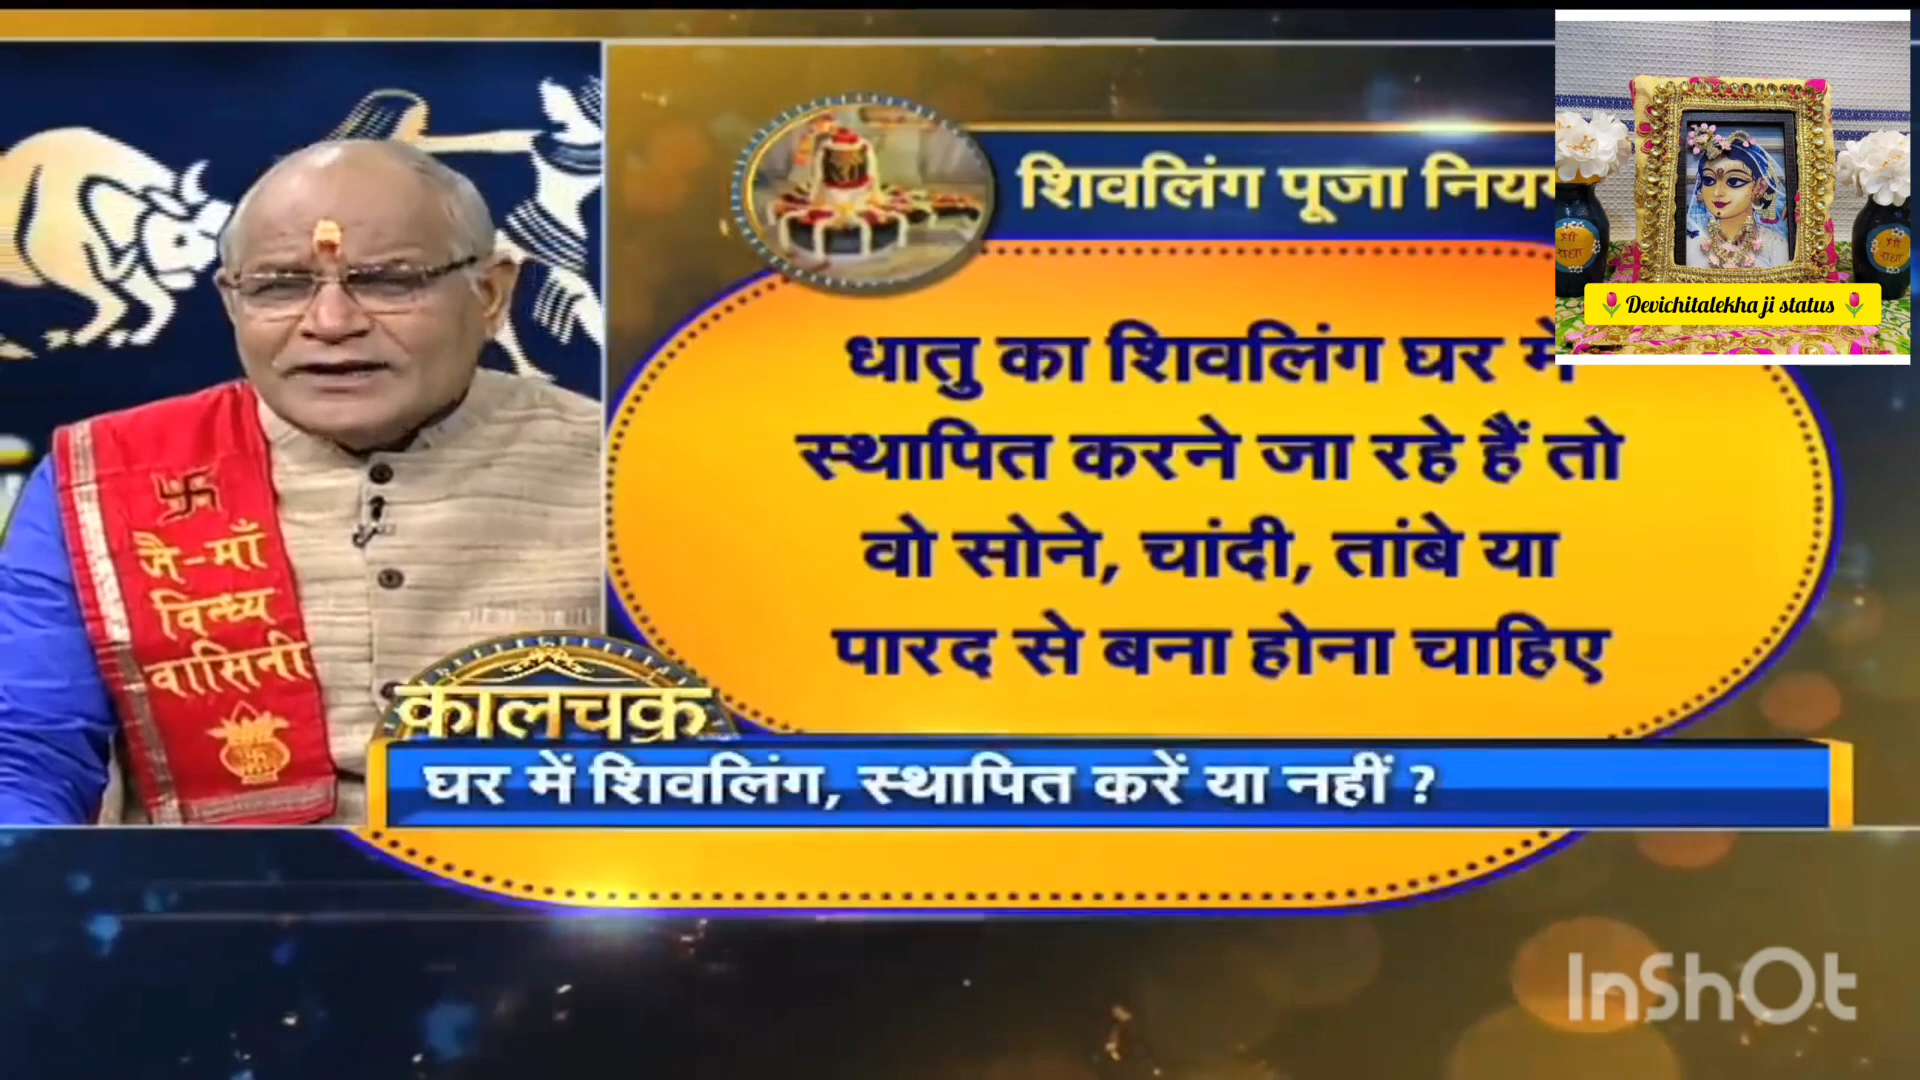 शिवलिंग पूजा
धातु का शिवलिंग घर में
स्थापित करने जा रहे हैं तो
वो सोने, चांदी, तांबे या
पारद से बना होना चाहिए
जै-माँ
विन्ध्य
वासिनी
कालचक्र
घर में शिवलिंग, स्थापित करें या नहीं ?
श्री
राधा
श्री
राधा
Devichitalekha ji status
InShOt